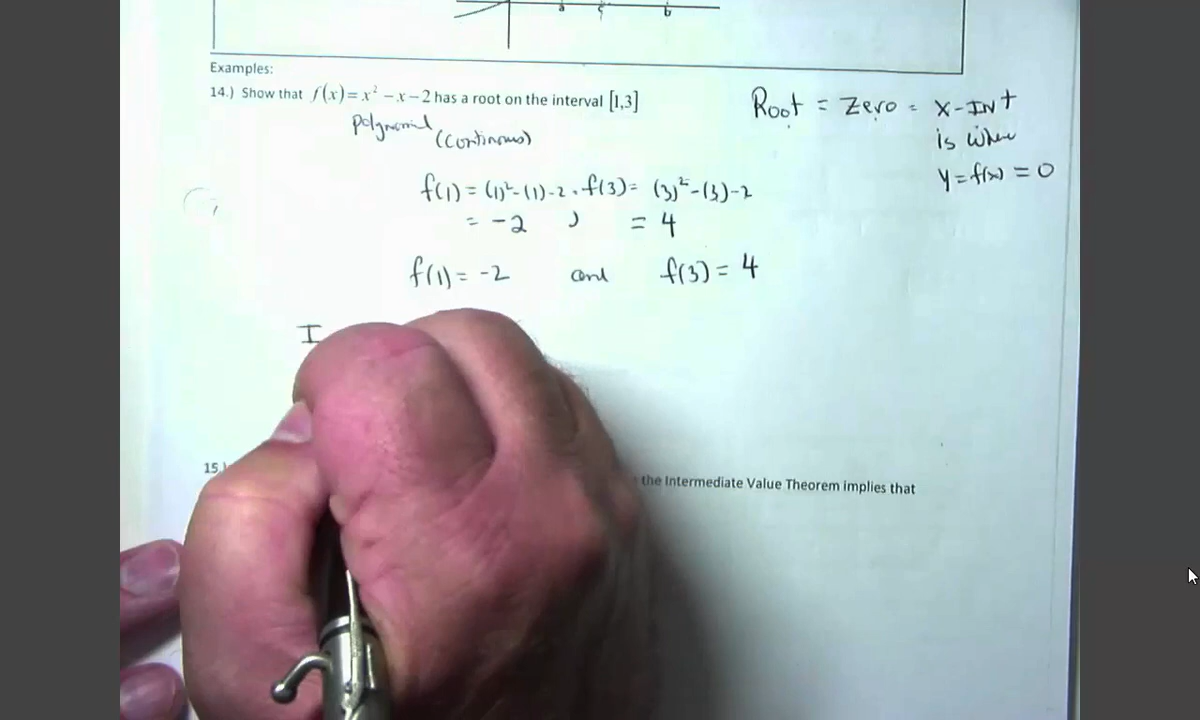 a c b
Examples:
14.) Show that f(x)=x²-x-2 has a root on the interval [1,3]
Root = Zero = x-INT
is when
y=f(x)=0
polynomial (continuous)
f(1) = (1)²-(1)-2 , f(3) = (3)²-(3)-2
= -2 , = 4
f(1) = -2 and f(3) = 4
I
15.) the Intermediate Value Theorem implies that